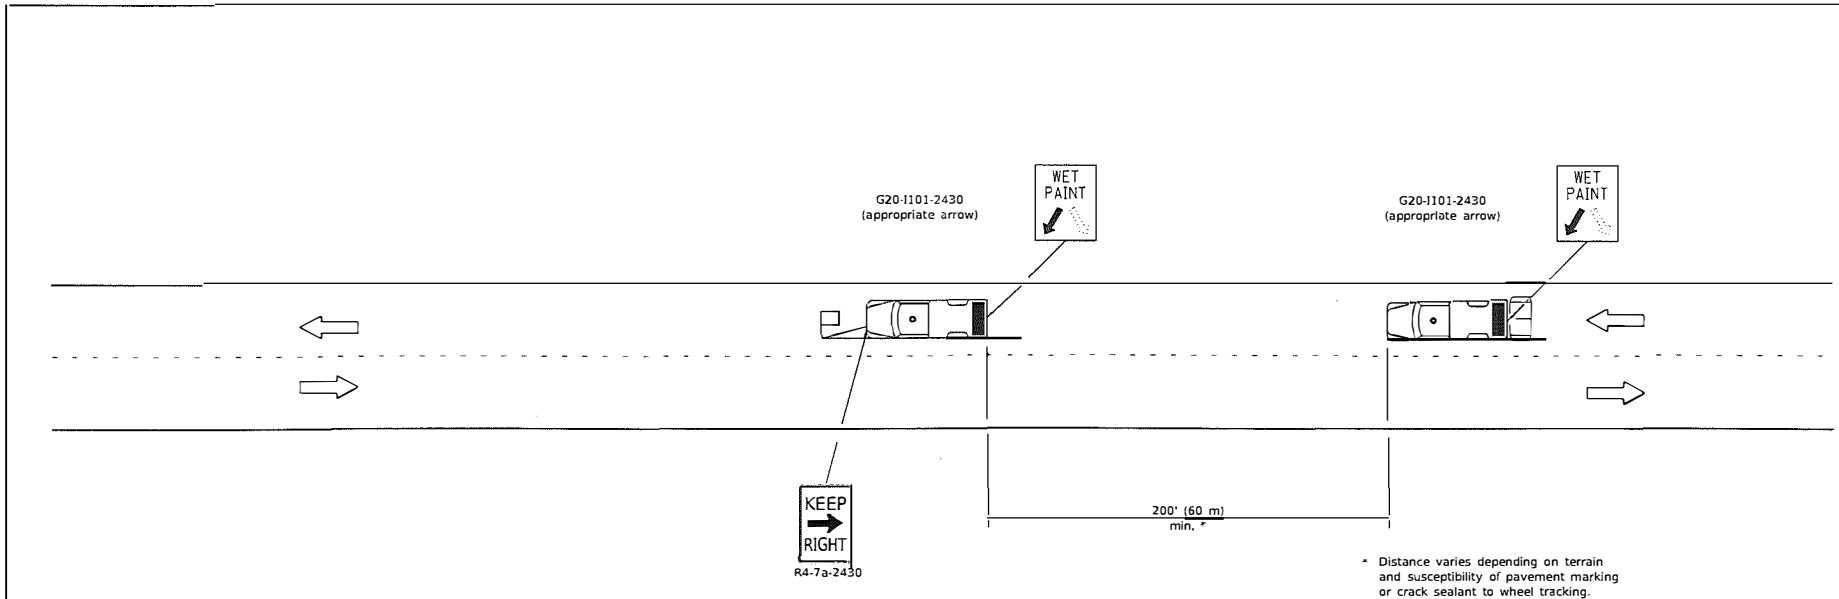 WET
PAINT
G20-I101-2430
(appropriate arrow)
WET
PAINT
G20-I101-2430
(appropriate arrow)
KEEP
RIGHT
R4-7a-2430
200' (60 m)
min. *
* Distance varies depending on terrain
and susceptibility of pavement marking
or crack sealant to wheel tracking.